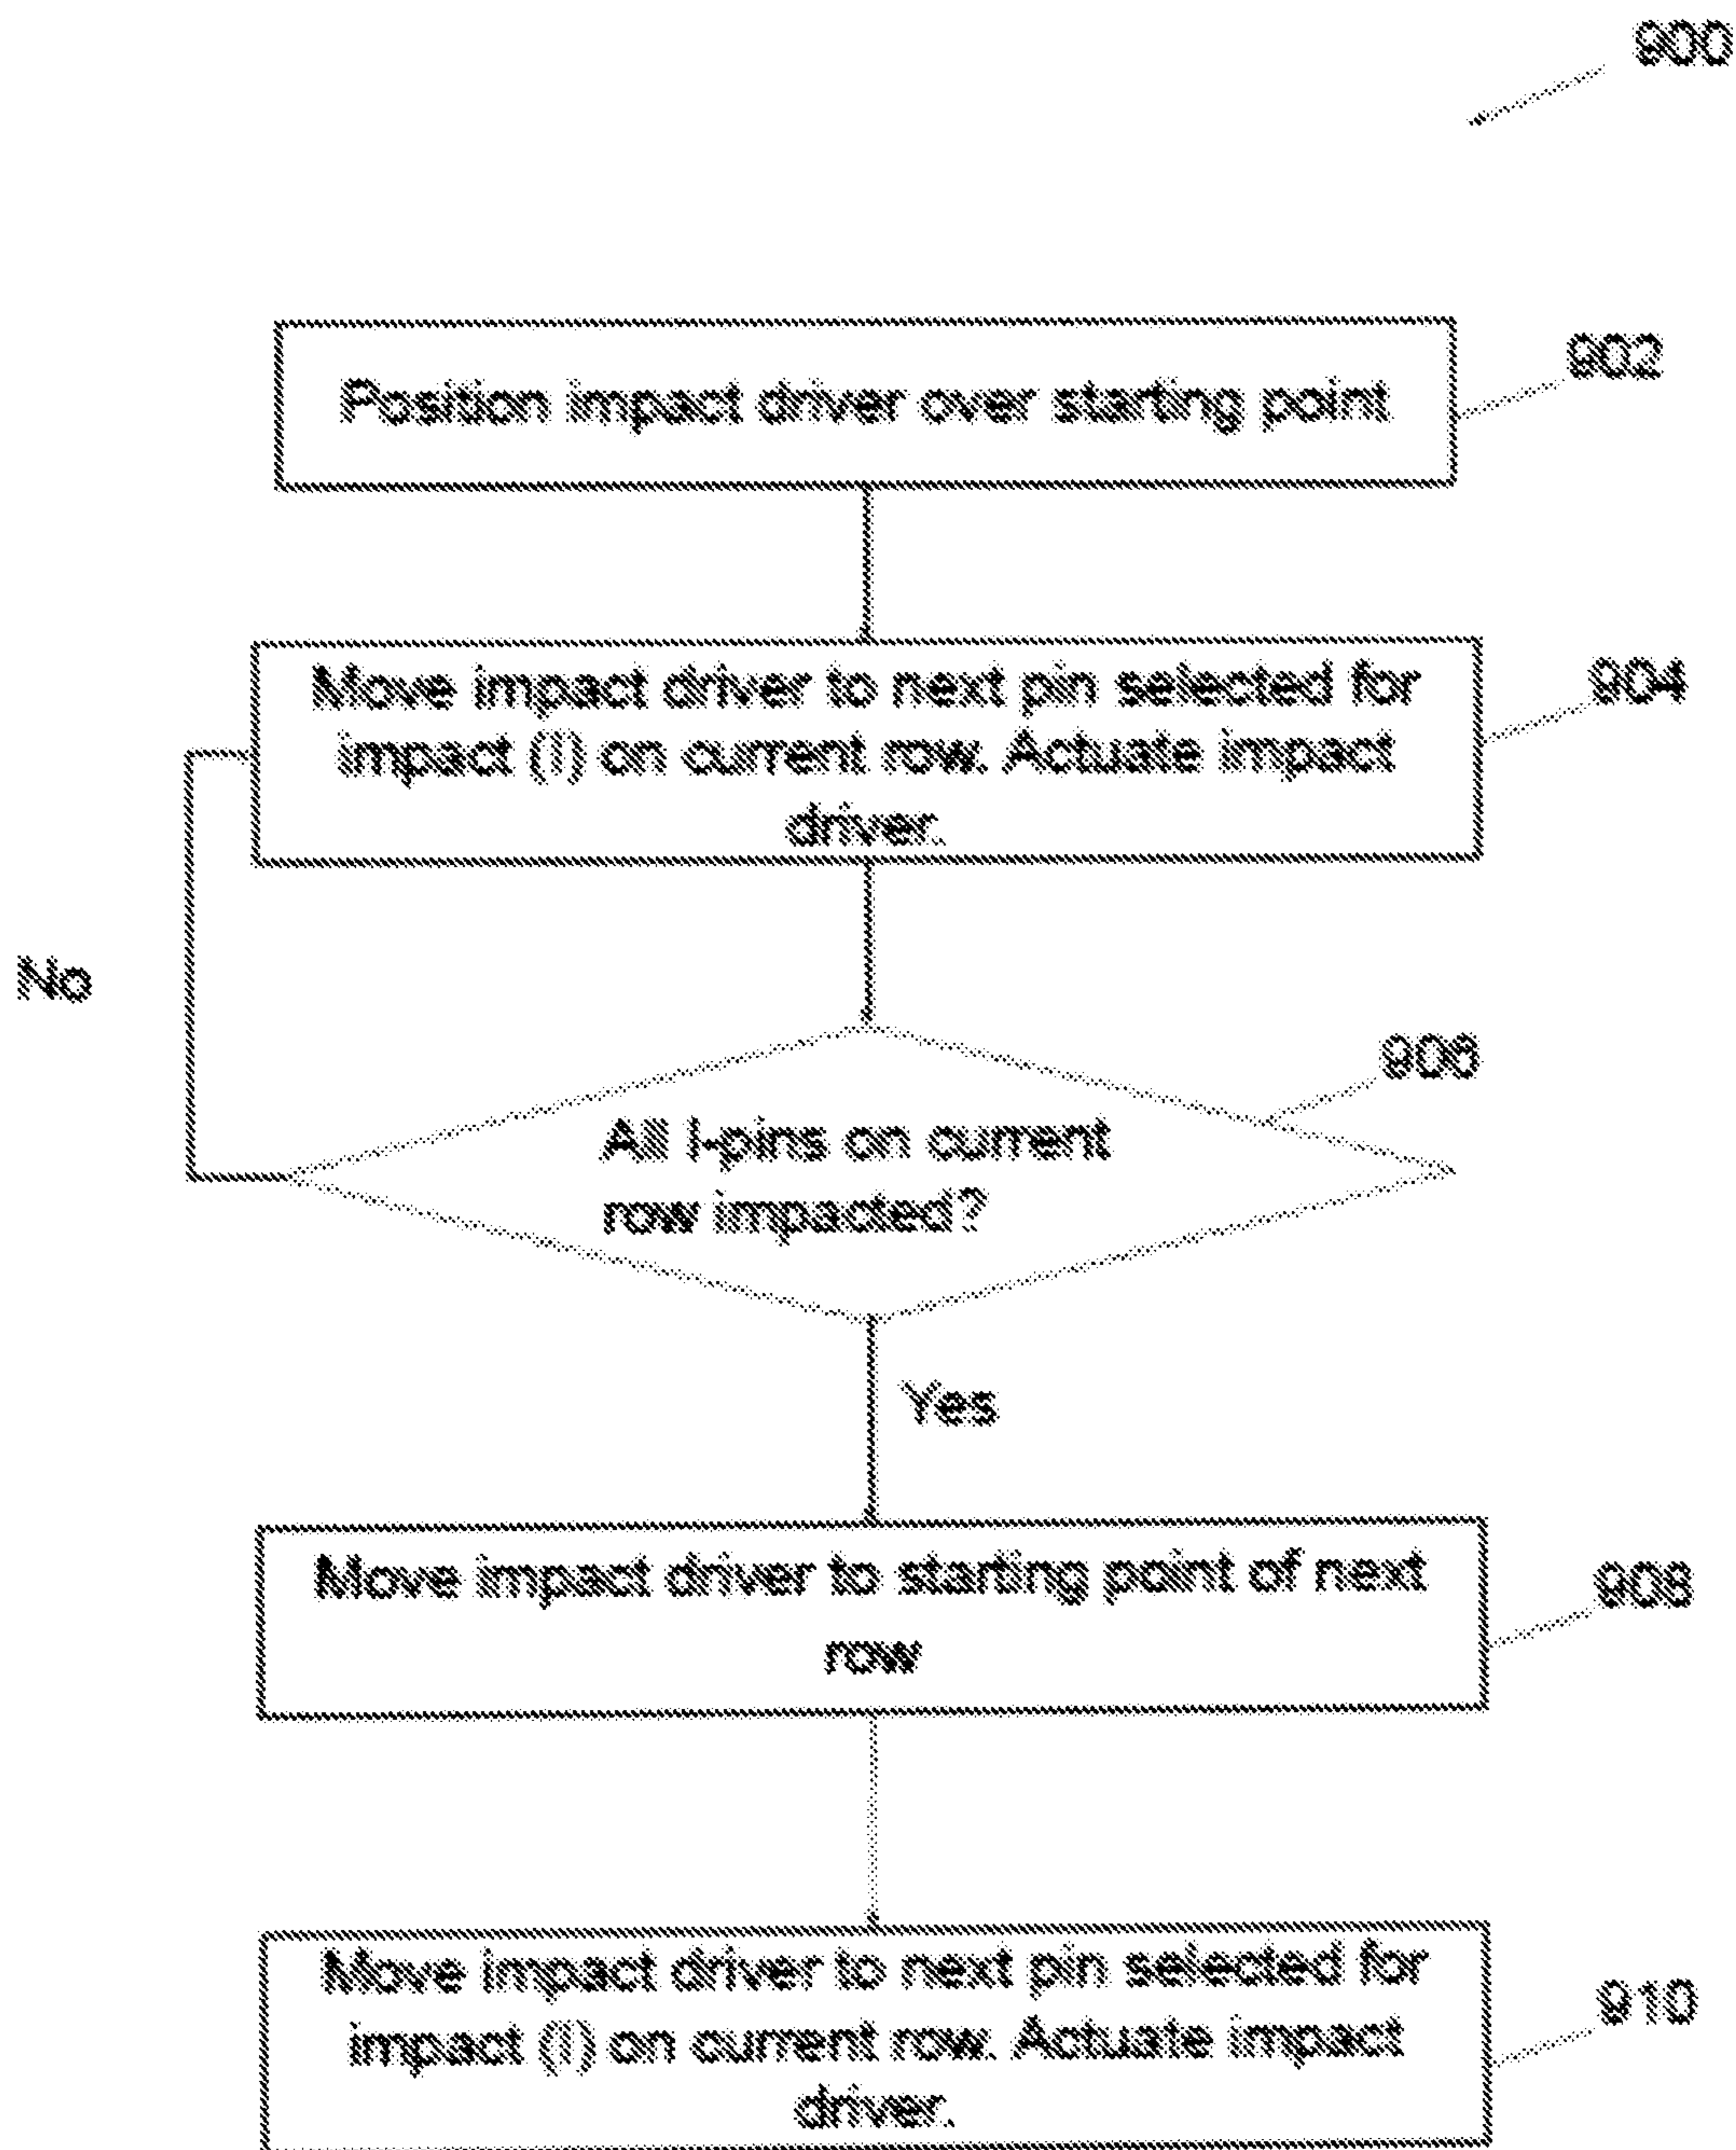 900
Position impact driver over starting point
902
Move impact driver to next pin selected for
impact (I) on current row. Actuate impact
driver.
904
No
906
All I-pins on current
row impacted?
Yes
Move impact driver to starting point of next
row
908
Move impact driver to next pin selected for
impact (I) on current row. Actuate impact
driver.
910